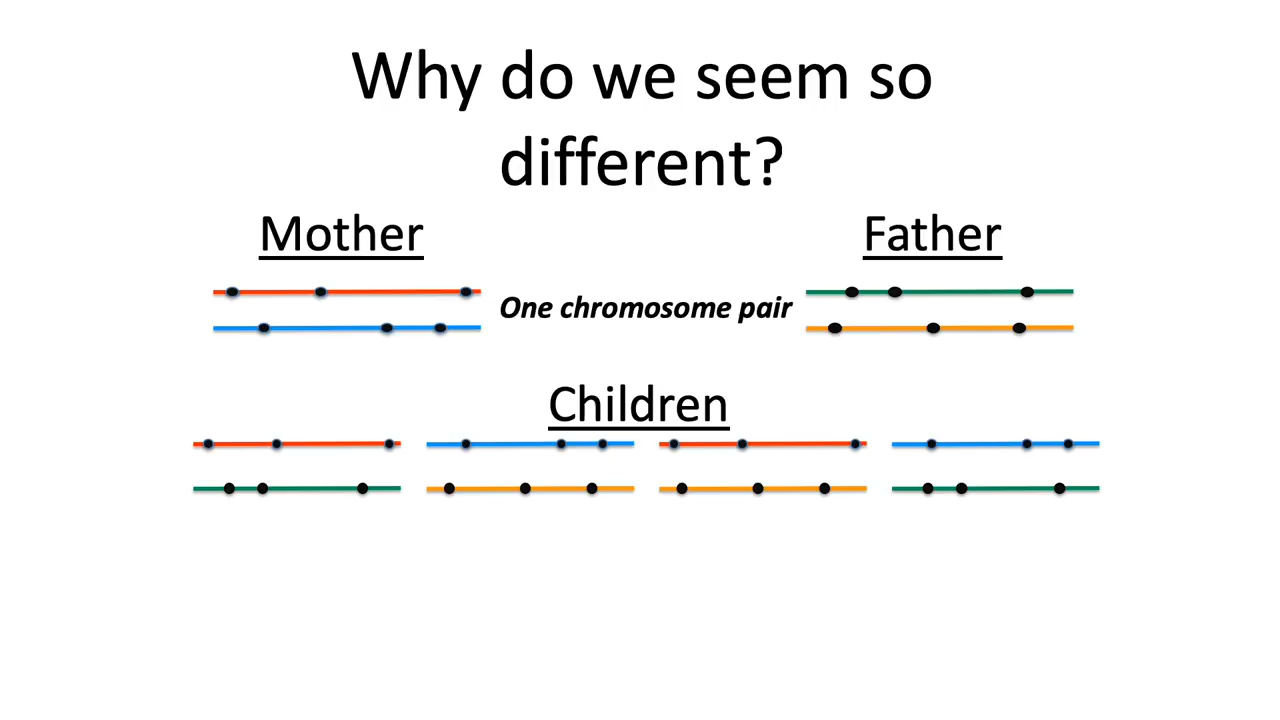 Why do we seem so
different?
Mother
Father
One chromosome pair
Children